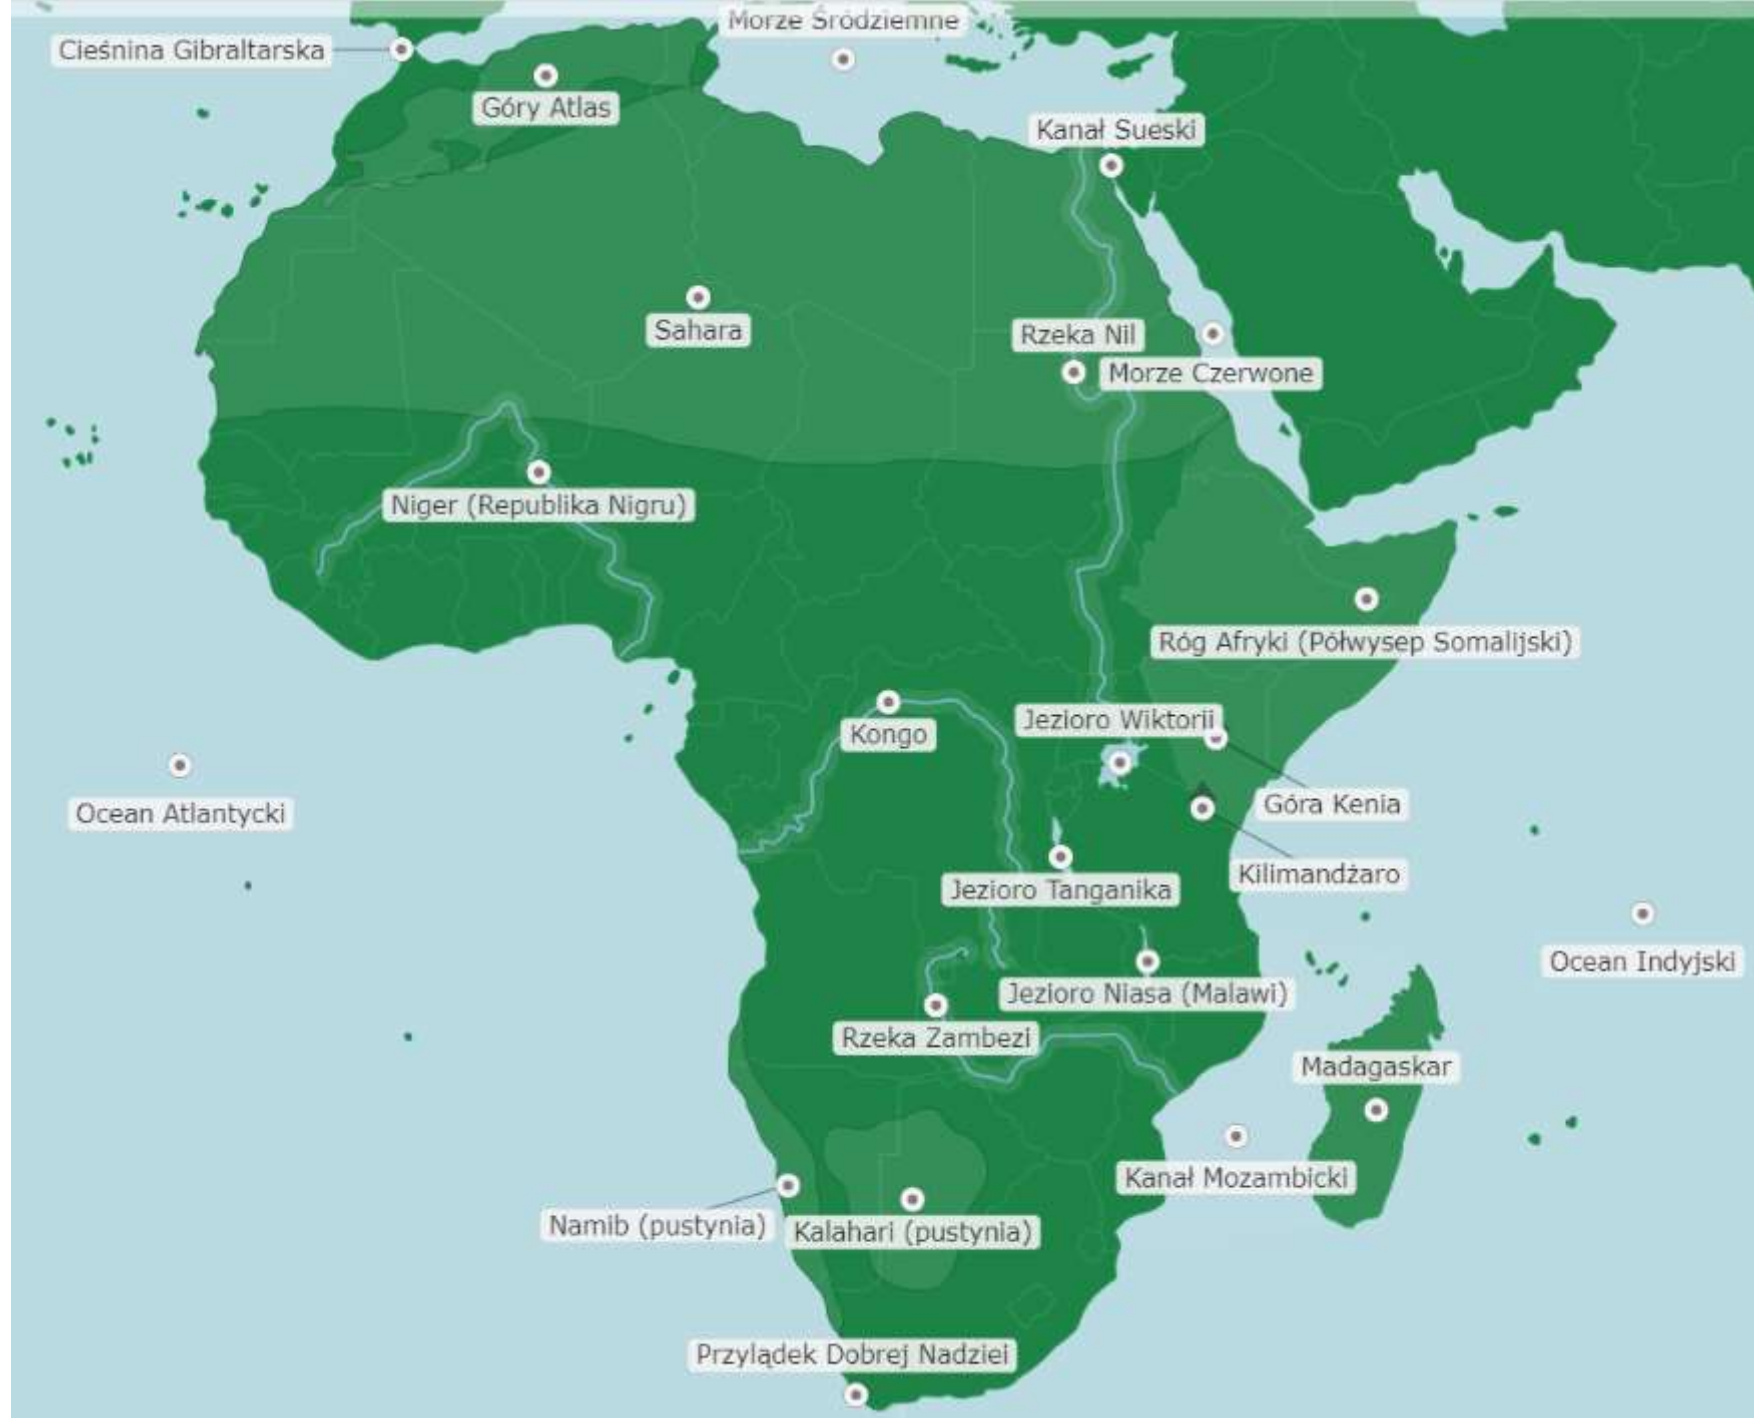 Morze Śródziemne
Cieśnina Gibraltarska
Góry Atlas
Kanał Sueski
Sahara
Rzeka Nil
Morze Czerwone
Niger (Republika Nigru)
Róg Afryki (Półwysep Somalijski)
Jezioro Wiktorii
Kongo
Góra Kenia
Ocean Atlantycki
Kilimandżaro
Jezioro Tanganika
Ocean Indyjski
Jezioro Niasa (Malawi)
Rzeka Zambezi
Madagaskar
Kanał Mozambicki
Namib (pustynia)
Kalahari (pustynia)
Przylądek Dobrej Nadziei